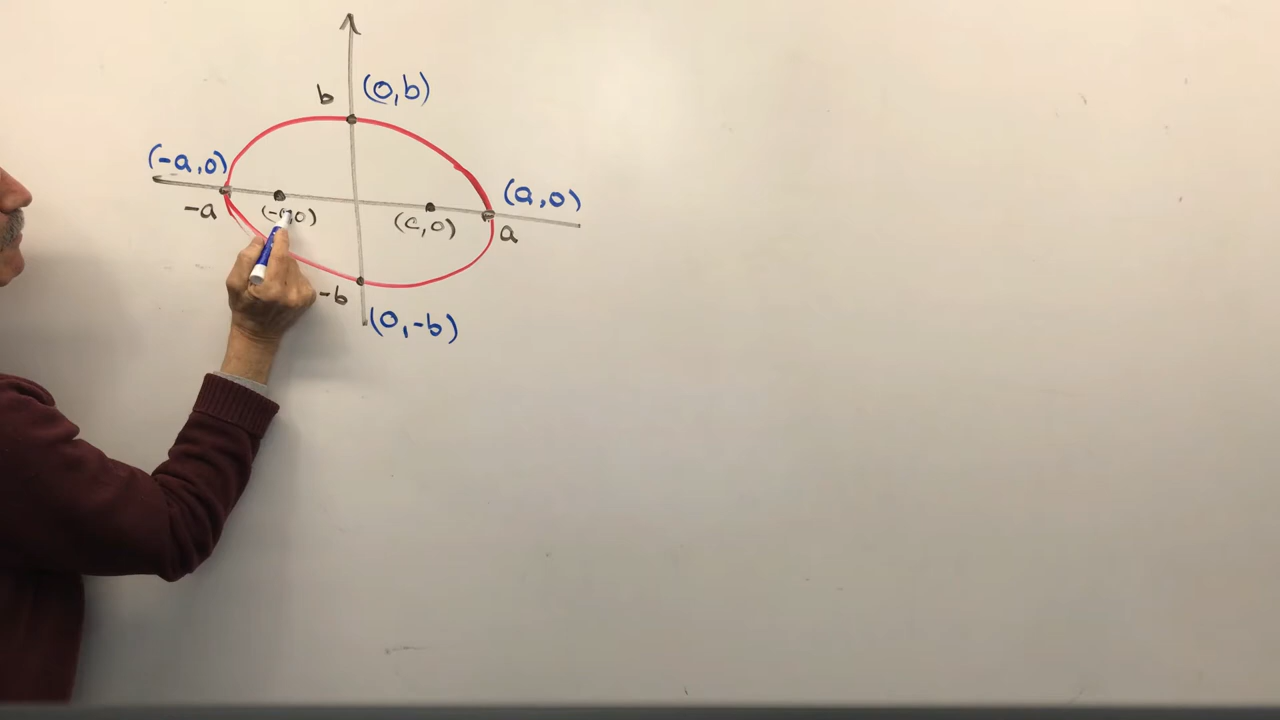 b (0,b)
(-a,0)
(a,0)
-a
(c,0)
a
-b
(0,-b)